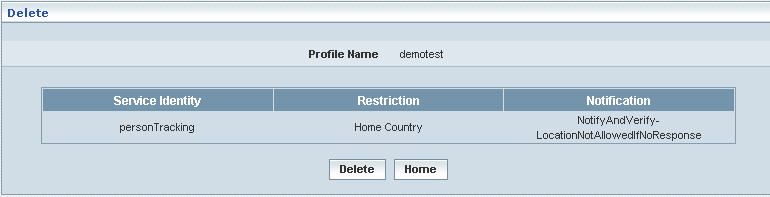 Delete
Profile Name demotest
Service Identity Restriction Notification
personTracking Home Country NotifyAndVerify-
LocationNotAllowedIfNoResponse
Delete Home